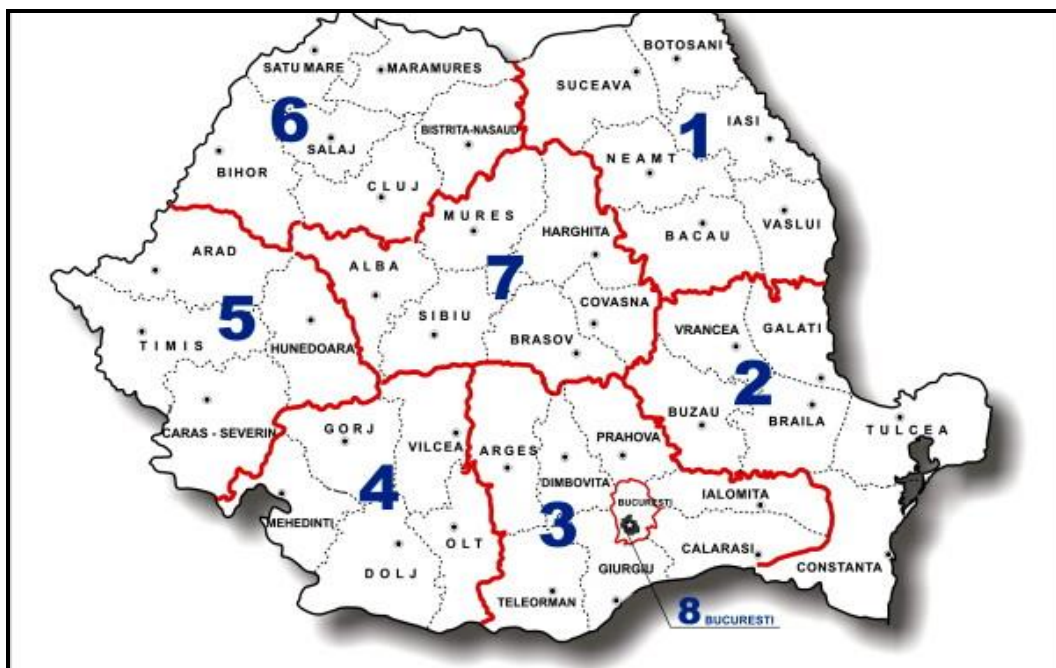 BOTOSANI
SATU MARE
MARAMURES
SUCEAVA
6
1
IASI
BISTRITA-NASAUD
SALAJ
NEAMT
BIHOR
CLUJ
MURES
VASLUI
HARGHITA
BACAU
ARAD
ALBA
7
COVASNA
5
SIBIU
VRANCEA
GALATI
TIMIS
HUNEDOARA
BRASOV
2
BUZAU
BRAILA
CARAS - SEVERIN
GORJ
TULCEA
VILCEA
ARGES
PRAHOVA
4
DIMBOVITA
IALOMITA
BUCURESTI
MEHEDINTI
3
OLT
CALARASI
DOLJ
GIURGIU
CONSTANTA
TELEORMAN
8 BUCURESTI